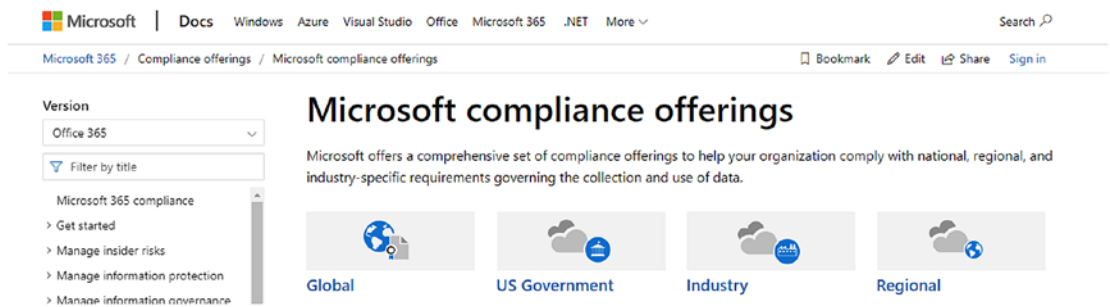 Microsoft | Docs Windows Azure Visual Studio Office Microsoft 365 .NET More Search
Microsoft 365 / Compliance offerings / Microsoft compliance offerings Bookmark Edit Share Sign in
Version
Office 365
Filter by title
Microsoft 365 compliance
> Get started
> Manage insider risks
> Manage information protection
> Manage information governance
Microsoft compliance offerings
Microsoft offers a comprehensive set of compliance offerings to help your organization comply with national, regional, and
industry-specific requirements governing the collection and use of data.
Global US Government Industry Regional